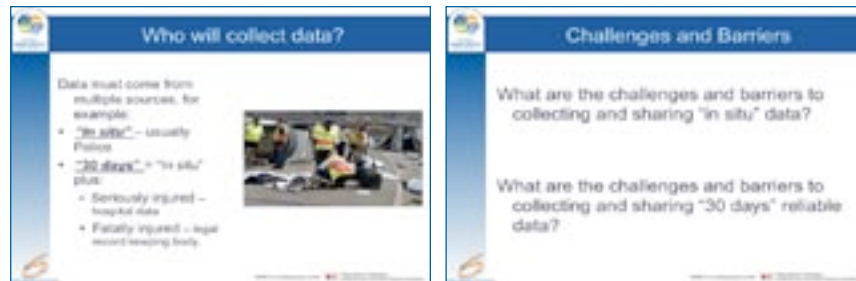 Who will collect data?
Data must come from
multiple sources, for
example:
• "In situ" – usually
Police
• "30 days" = "in situ"
plus:
• Seriously injured –
hospital data
• Fatally injured – legal
record keeping body.
Challenges and Barriers
What are the challenges and barriers to
collecting and sharing "in situ" data?
What are the challenges and barriers to
collecting and sharing "30 days" reliable
data?